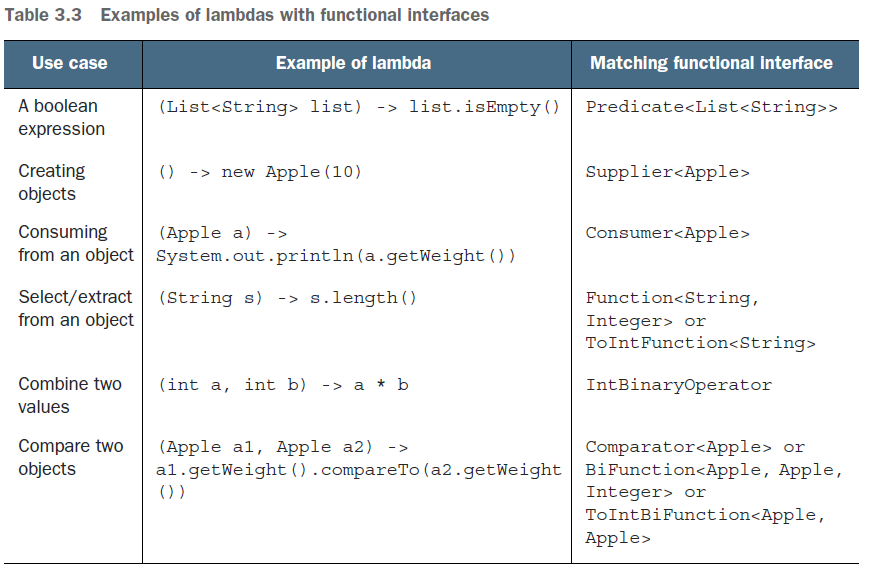 Table 3.3 Examples of lambdas with functional interfaces
Use case Example of lambda Matching functional interface
A boolean expression (List<String> list) -> list.isEmpty() Predicate<List<String>>
Creating objects () -> new Apple(10) Supplier<Apple>
Consuming from an object (Apple a) ->
System.out.println(a.getWeight()) Consumer<Apple>
Select/extract from an object (String s) -> s.length() Function<String,
Integer> or
ToIntFunction<String>
Combine two values (int a, int b) -> a * b IntBinaryOperator
Compare two objects (Apple a1, Apple a2) ->
a1.getWeight().compareTo(a2.getWeight
()) Comparator<Apple> or
BiFunction<Apple, Apple,
Integer> or
ToIntBiFunction<Apple,
Apple>